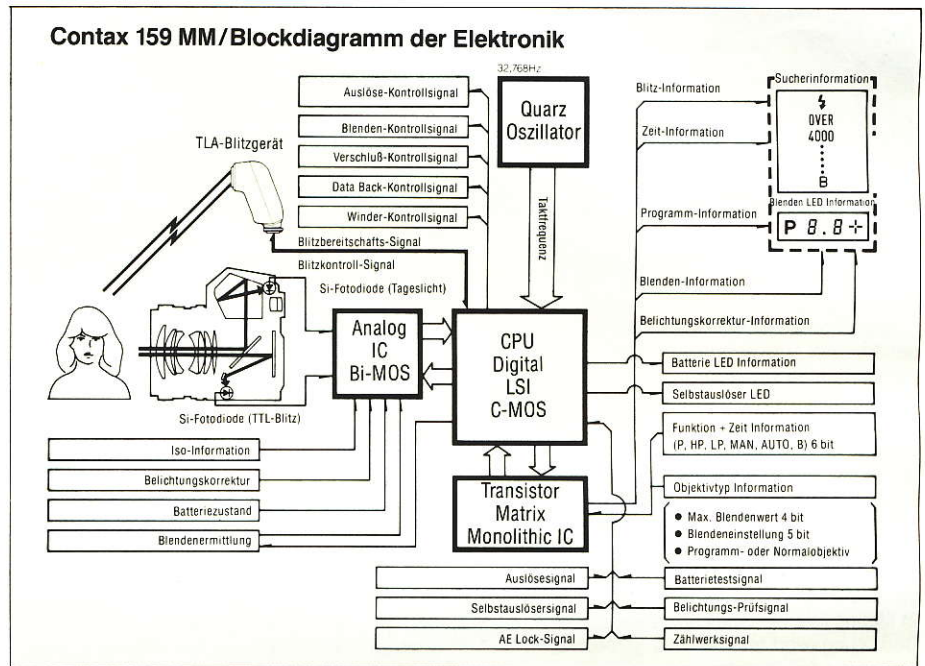 Contax 159 MM/Blockdiagramm der Elektronik
32,768Hz
Auslöse-Kontrollsignal
Blenden-Kontrollsignal
Verschluß-Kontrollsignal
Data Back-Kontrollsignal
Winder-Kontrollsignal
Quarz
Oszillator
Taktfrequenz
TLA-Blitzgerät
Blitzbereitschafts-Signal
Blitzkontroll-Signal
Si-Fotodiode (Tageslicht)
Analog
IC
Bi-MOS
CPU
Digital
LSI
C-MOS
Si-Fotodiode (TTL-Blitz)
Iso-Information
Belichtungskorrektur
Batteriezustand
Blendenermittlung
Transistor
Matrix
Monolithic IC
Blitz-Information
Zeit-Information
Programm-Information
Blenden-Information
Belichtungskorrektur-Information
Sucherinformation
OVER
4000
B
Blenden LED Information
P 8.8
Batterie LED Information
Selbstauslöser LED
Funktion + Zeit Information
(P, HP, LP, MAN, AUTO, B) 6 bit
Objektivtyp Information
● Max. Blendenwert 4 bit
● Blendeneinstellung 5 bit
● Programm- oder Normalobjektiv
Auslösesignal
Selbstauslösersignal
AE Lock-Signal
Batterietestsignal
Belichtungs-Prüfsignal
Zählwerksignal